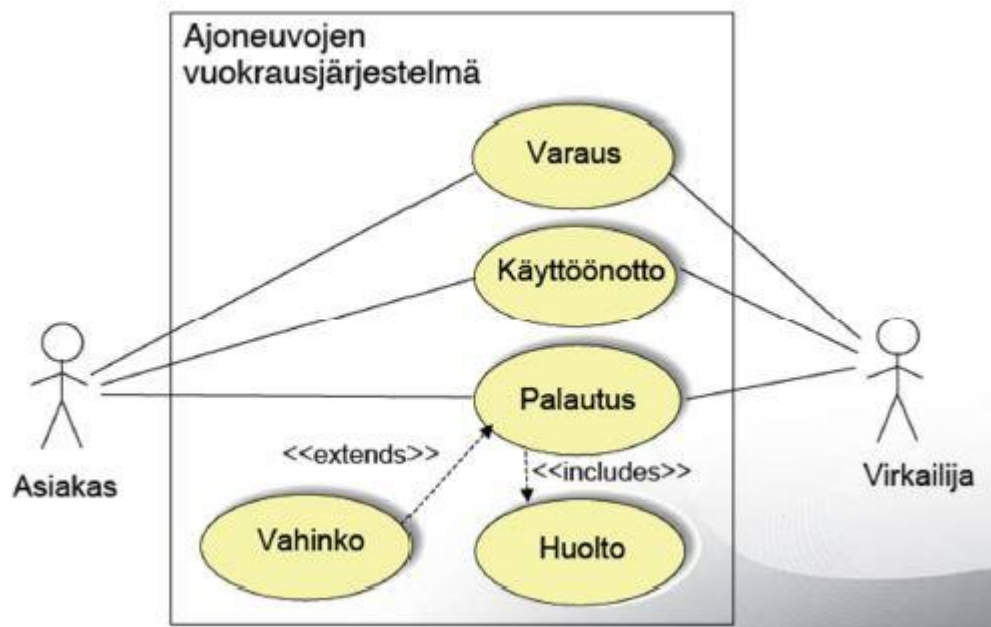 Ajoneuvojen
vuokrausjärjestelmä
Varaus
Käyttöönotto
Palautus
<<extends>>
<<includes>>
Asiakas
Virkailija
Vahinko
Huolto